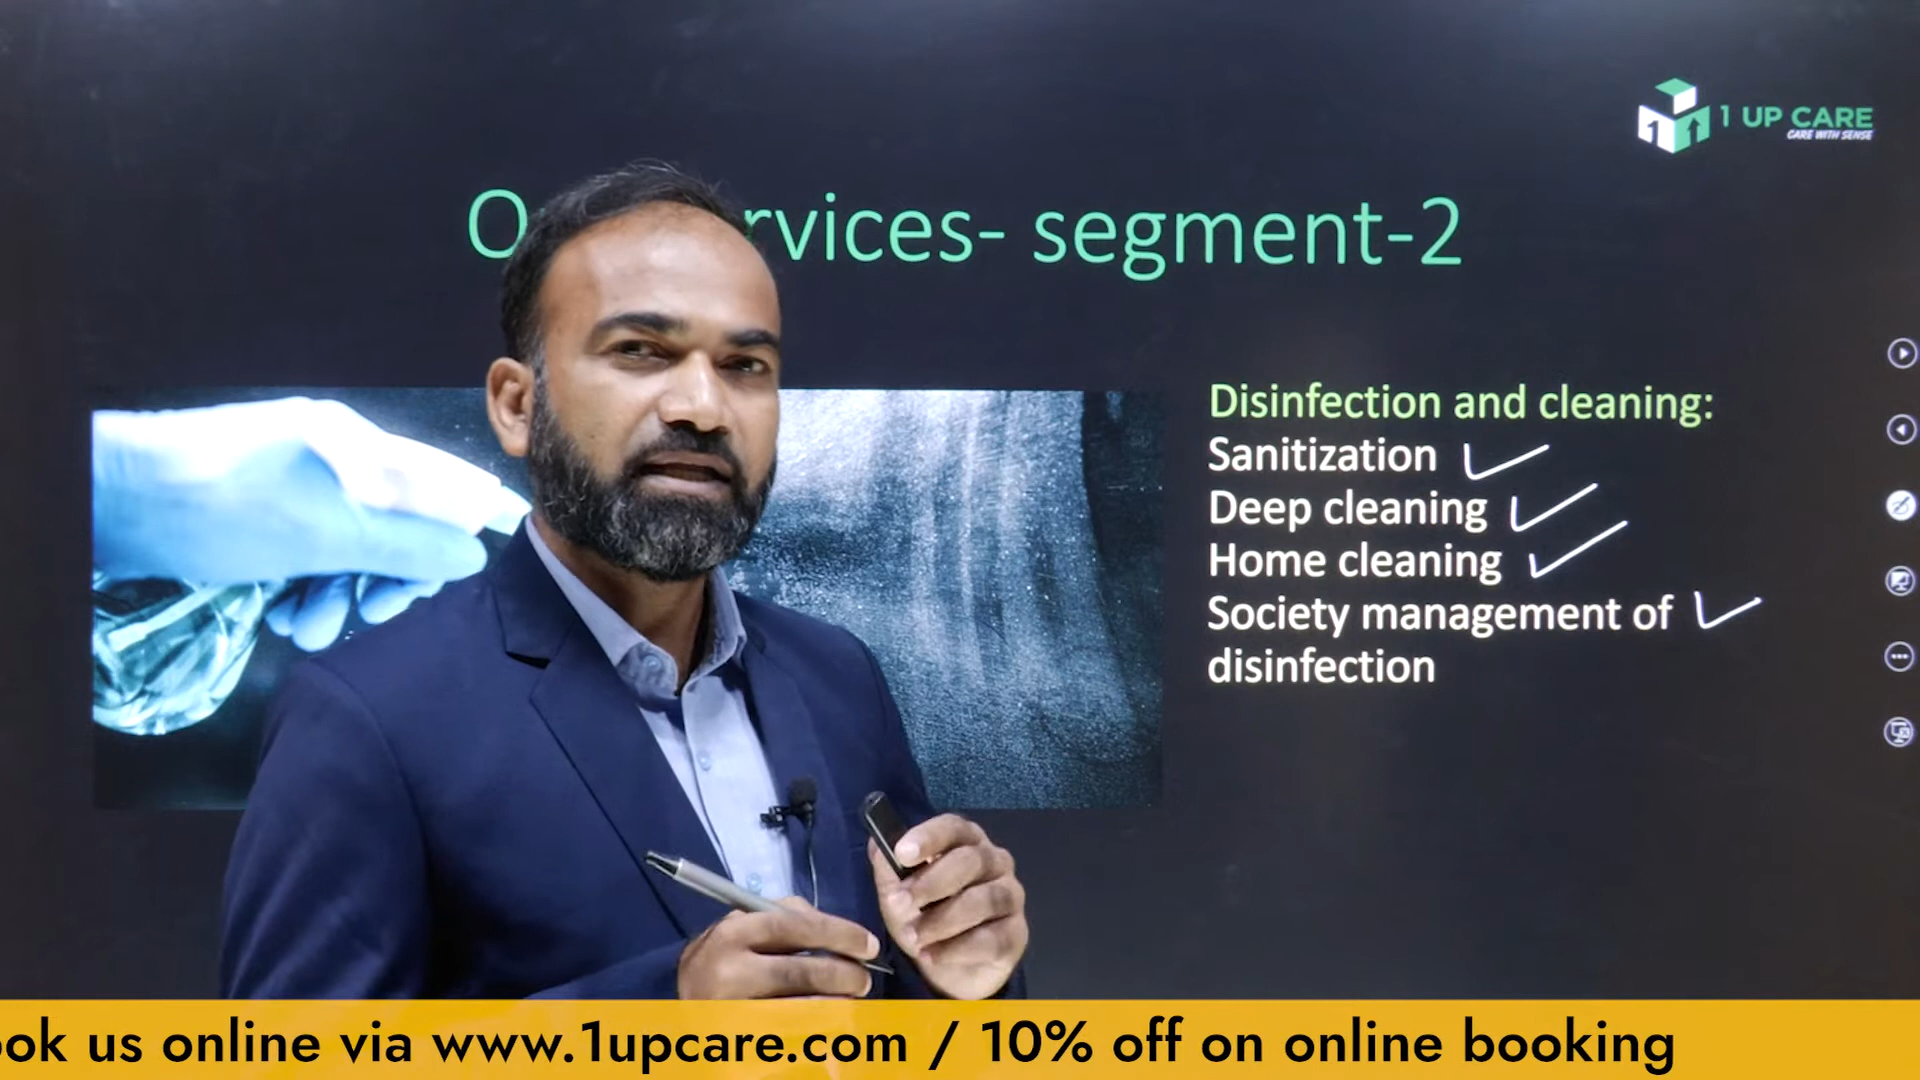 1 UP CARE
CARE WITH SENSE
rvices- segment-2
Disinfection and cleaning:
Sanitization
Deep cleaning
Home cleaning
Society management of
disinfection
ook us online via www.1upcare.com / 10% off on online booking